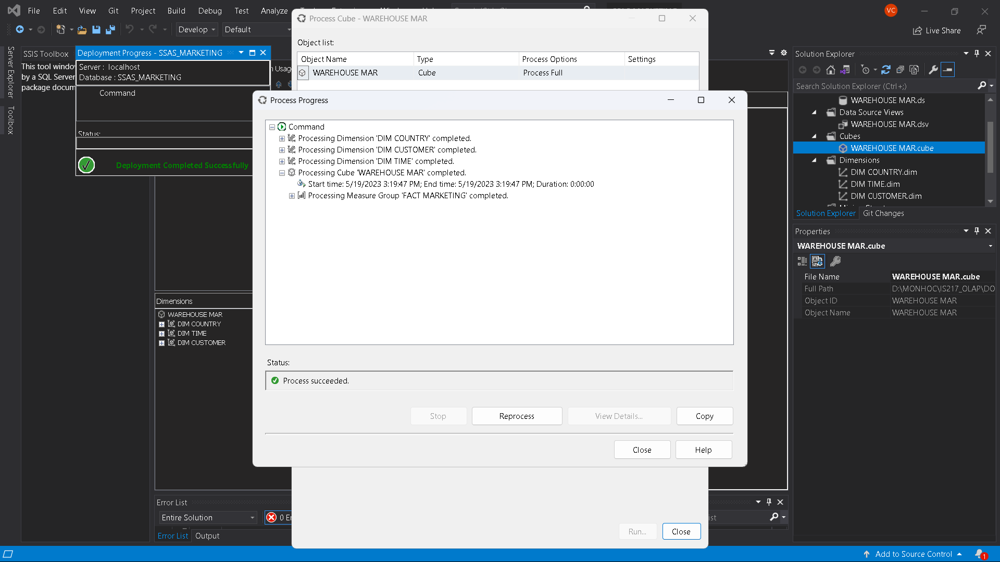 File Edit View Git Project Build Debug Test Analyze
VC
Develop Default
Live Share
Server Explorer
Toolbox
SSIS Toolbox
This tool windo
by a SQL Server
package docum
Deployment Progress - SSAS_MARKETING
Server : localhost
Database : SSAS_MARKETING
Command
Status:
Deployment Completed Successfully
n Usag
Dimensions
WAREHOUSE MAR
DIM COUNTRY
DIM TIME
DIM CUSTOMER
Process Cube - WAREHOUSE MAR
Object list:
Object Name Type Process Options Settings
WAREHOUSE MAR Cube Process Full
Process Progress
Command
Processing Dimension 'DIM COUNTRY' completed.
Processing Dimension 'DIM CUSTOMER' completed.
Processing Dimension 'DIM TIME' completed.
Processing Cube 'WAREHOUSE MAR' completed.
Start time: 5/19/2023 3:19:47 PM; End time: 5/19/2023 3:19:47 PM; Duration: 0:00:00
Processing Measure Group 'FACT MARKETING' completed.
Status:
Process succeeded.
Stop Reprocess View Details... Copy
Close Help
Run... Close
Error List
Entire Solution
0 Er
ist
Error List Output
Solution Explorer
Search Solution Explorer (Ctrl+;)
WAREHOUSE MAR.ds
Data Source Views
WAREHOUSE MAR.dsv
Cubes
WAREHOUSE MAR.cube
Dimensions
DIM COUNTRY.dim
DIM TIME.dim
DIM CUSTOMER.dim
Solution Explorer Git Changes
Properties
WAREHOUSE MAR.cube
File Name WAREHOUSE MAR.cube
Full Path D:\MONHOC\IS217_OLAP\DO
Object ID WAREHOUSE MAR
Object Name WAREHOUSE MAR
Add to Source Control
1